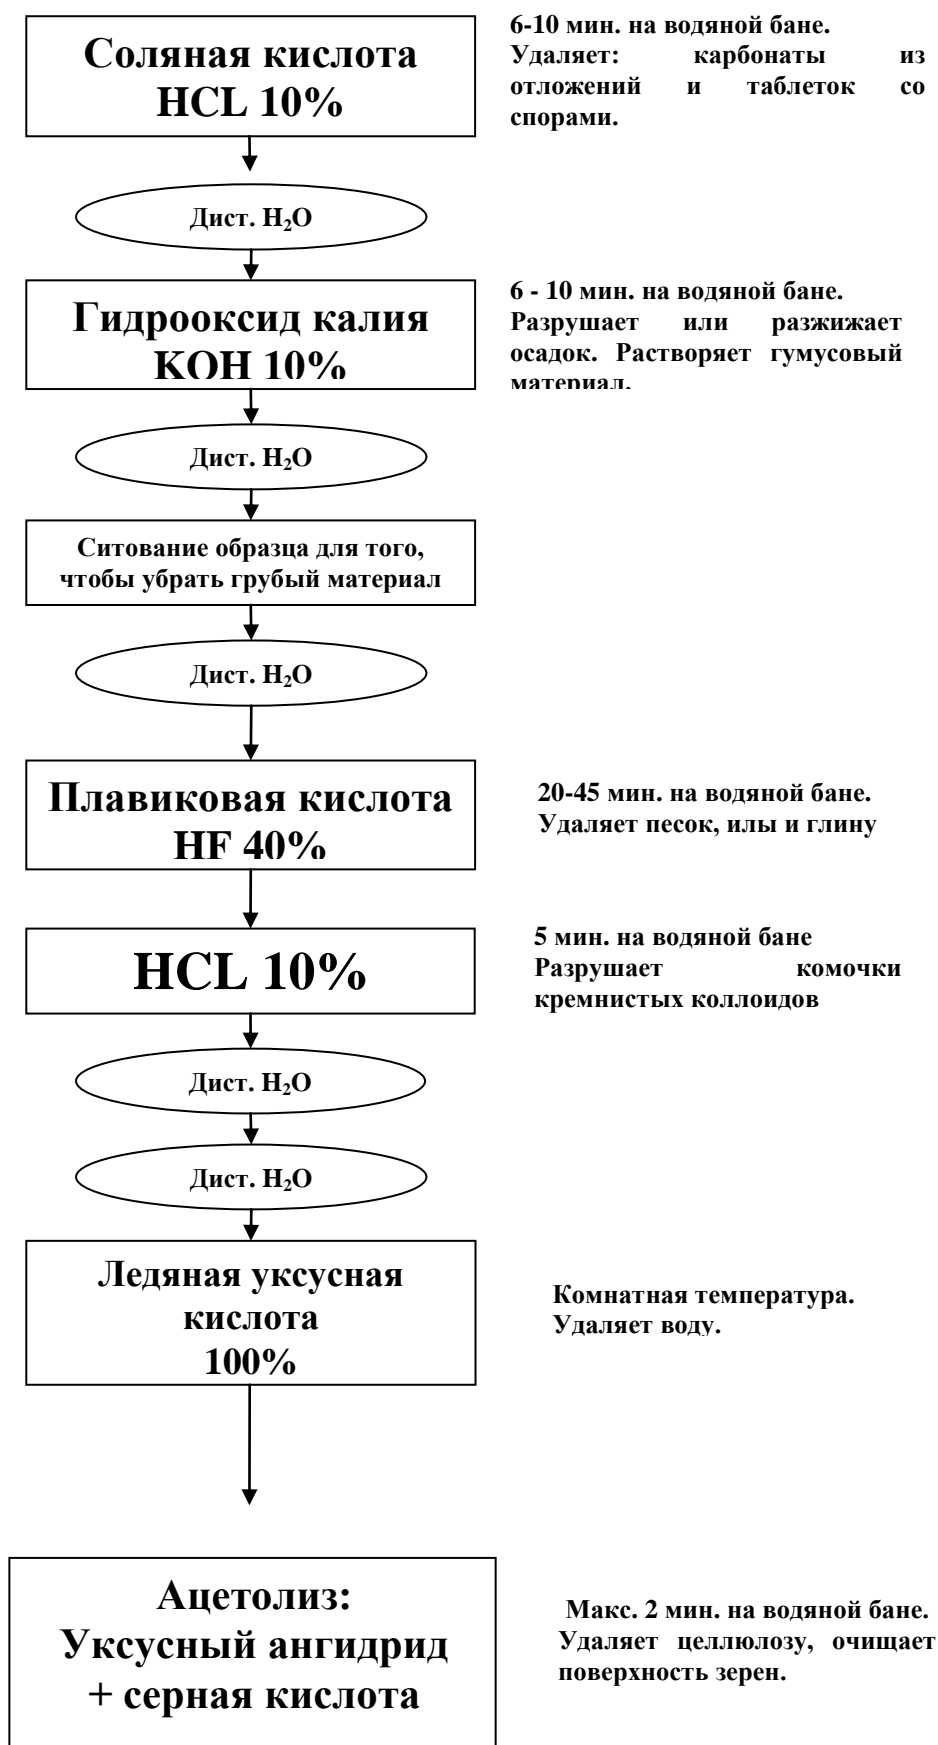 Соляная кислота
HCL 10%
6-10 мин. на водяной бане.
Удаляет: карбонаты из
отложений и таблеток со
спорами.
Дист. H₂O
Гидрооксид калия
KOH 10%
6 - 10 мин. на водяной бане.
Разрушает или разжижает
осадок. Растворяет гумусовый
материал.
Дист. H₂O
Ситование образца для того,
чтобы убрать грубый материал
Дист. H₂O
Плавиковая кислота
HF 40%
20-45 мин. на водяной бане.
Удаляет песок, илы и глину
HCL 10%
5 мин. на водяной бане
Разрушает комочки
кремнистых коллоидов
Дист. H₂O
Дист. H₂O
Ледяная уксусная
кислота
100%
Комнатная температура.
Удаляет воду.
Ацетолиз:
Уксусный ангидрид
+ серная кислота
Макс. 2 мин. на водяной бане.
Удаляет целлюлозу, очищает
поверхность зерен.